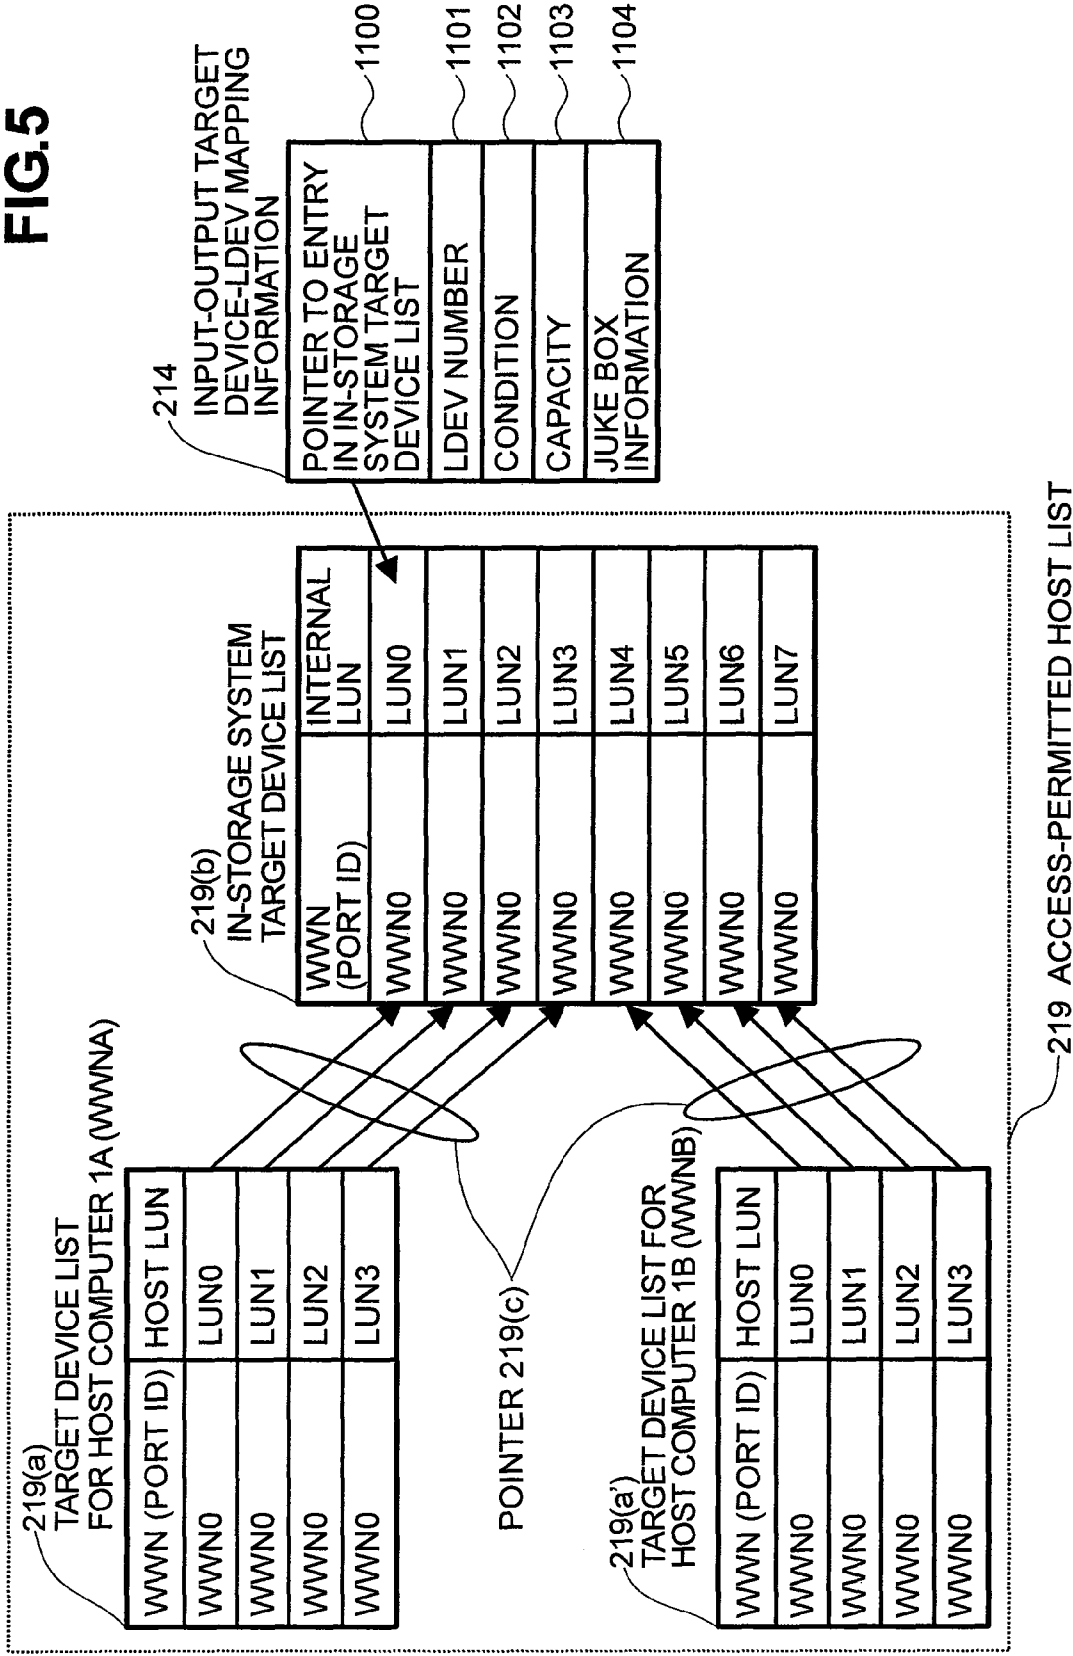 FIG.5
219(a)
TARGET DEVICE LIST
FOR HOST COMPUTER 1A (WWNA)
WWN (PORT ID) HOST LUN
WWN0 LUN0
WWN0 LUN1
WWN0 LUN2
WWN0 LUN3
POINTER 219(c)
219(a')
TARGET DEVICE LIST FOR
HOST COMPUTER 1B (WWNB)
WWN (PORT ID) HOST LUN
WWN0 LUN0
WWN0 LUN1
WWN0 LUN2
WWN0 LUN3
219(b)
IN-STORAGE SYSTEM
TARGET DEVICE LIST
WWN
(PORT ID)
INTERNAL
LUN
WWN0 LUN0
WWN0 LUN1
WWN0 LUN2
WWN0 LUN3
WWN0 LUN4
WWN0 LUN5
WWN0 LUN6
WWN0 LUN7
214
INPUT-OUTPUT TARGET
DEVICE-LDEV MAPPING
INFORMATION
POINTER TO ENTRY
IN IN-STORAGE
SYSTEM TARGET
DEVICE LIST
1100
LDEV NUMBER
1101
CONDITION
1102
CAPACITY
1103
JUKE BOX
INFORMATION
1104
219 ACCESS-PERMITTED HOST LIST